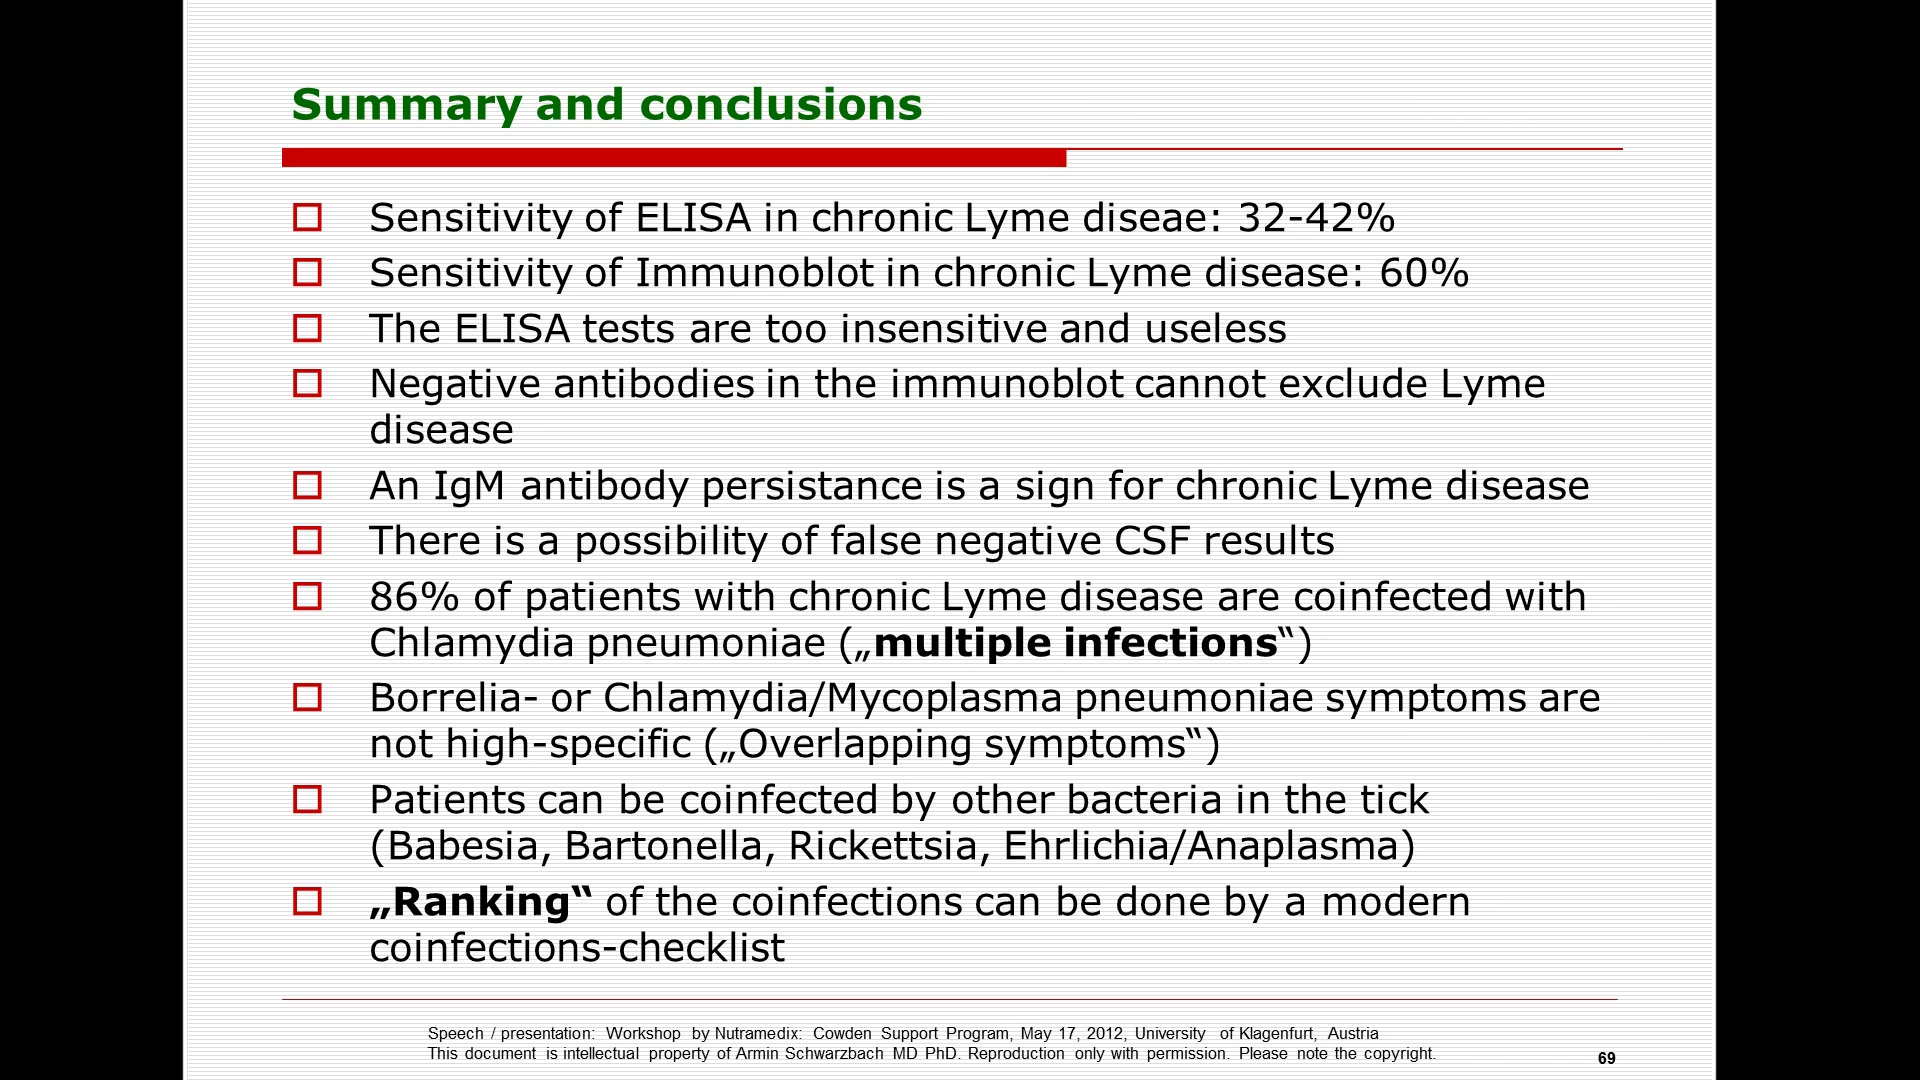 Summary and conclusions
Sensitivity of ELISA in chronic Lyme diseae: 32-42%
Sensitivity of Immunoblot in chronic Lyme disease: 60%
The ELISA tests are too insensitive and useless
Negative antibodies in the immunoblot cannot exclude Lyme
disease
An IgM antibody persistance is a sign for chronic Lyme disease
There is a possibility of false negative CSF results
86% of patients with chronic Lyme disease are coinfected with
Chlamydia pneumoniae („multiple infections‟)
Borrelia- or Chlamydia/Mycoplasma pneumoniae symptoms are
not high-specific („Overlapping symptoms‟)
Patients can be coinfected by other bacteria in the tick
(Babesia, Bartonella, Rickettsia, Ehrlichia/Anaplasma)
„Ranking‟ of the coinfections can be done by a modern
coinfections-checklist
Speech / presentation: Workshop by Nutramedix: Cowden Support Program, May 17, 2012, University of Klagenfurt, Austria
This document is intellectual property of Armin Schwarzbach MD PhD. Reproduction only with permission. Please note the copyright.
69